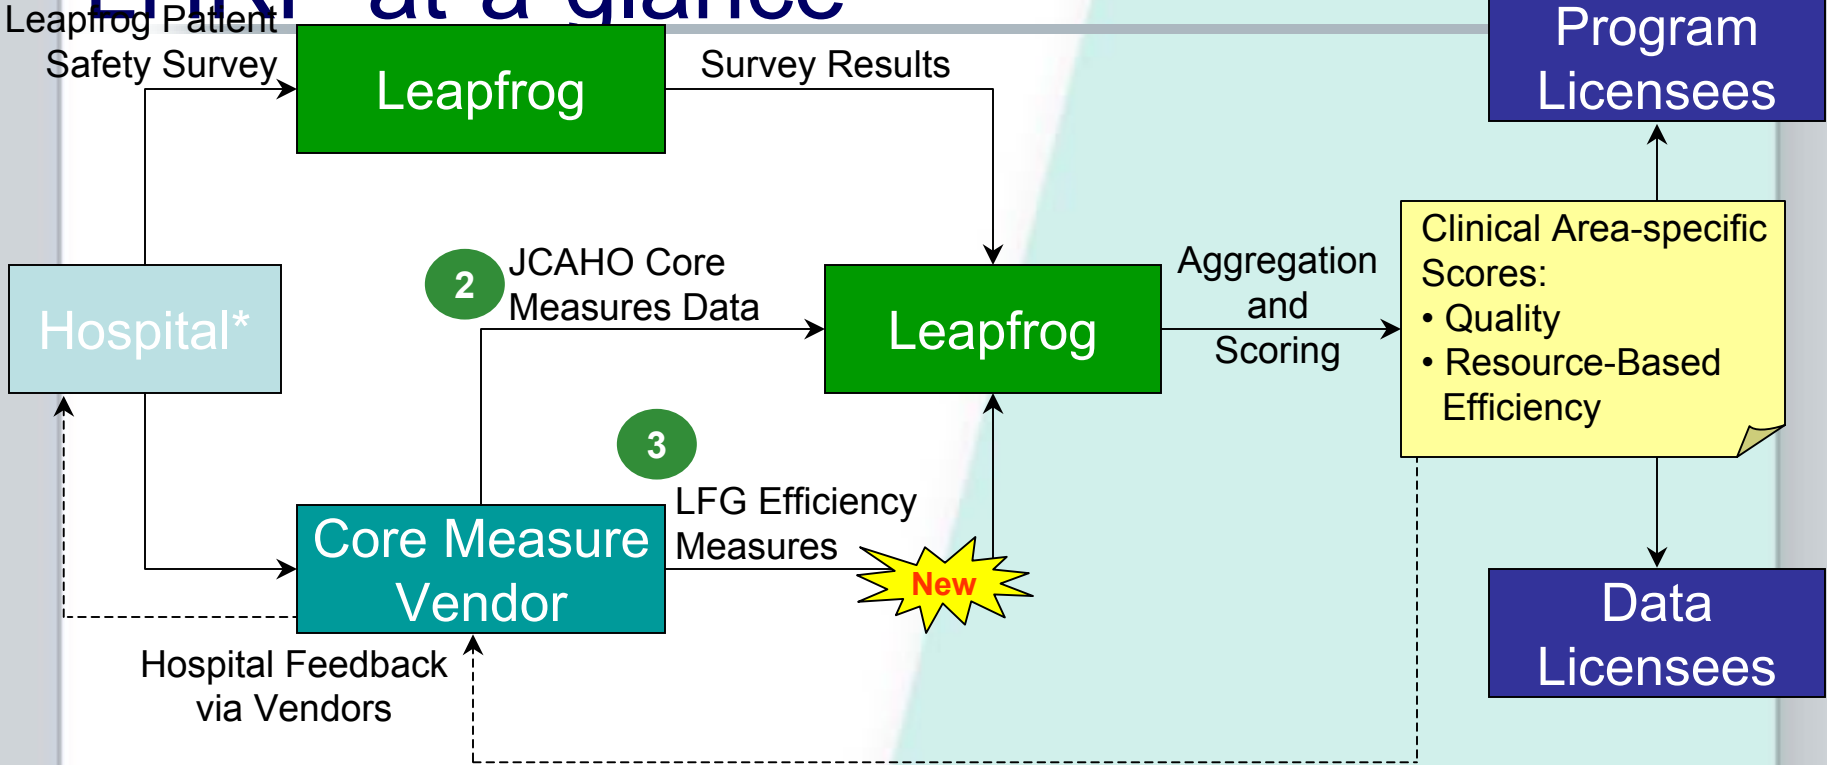 at a glance
Leapfrog Patient
Safety Survey
Leapfrog
Survey Results
Program
Licensees
2
JCAHO Core
Measures Data
Hospital*
Leapfrog
Aggregation
and
Scoring
Clinical Area-specific
Scores:
• Quality
• Resource-Based
Efficiency
3
LFG Efficiency
Measures
New
Core Measure
Vendor
Hospital Feedback
via Vendors
Data
Licensees